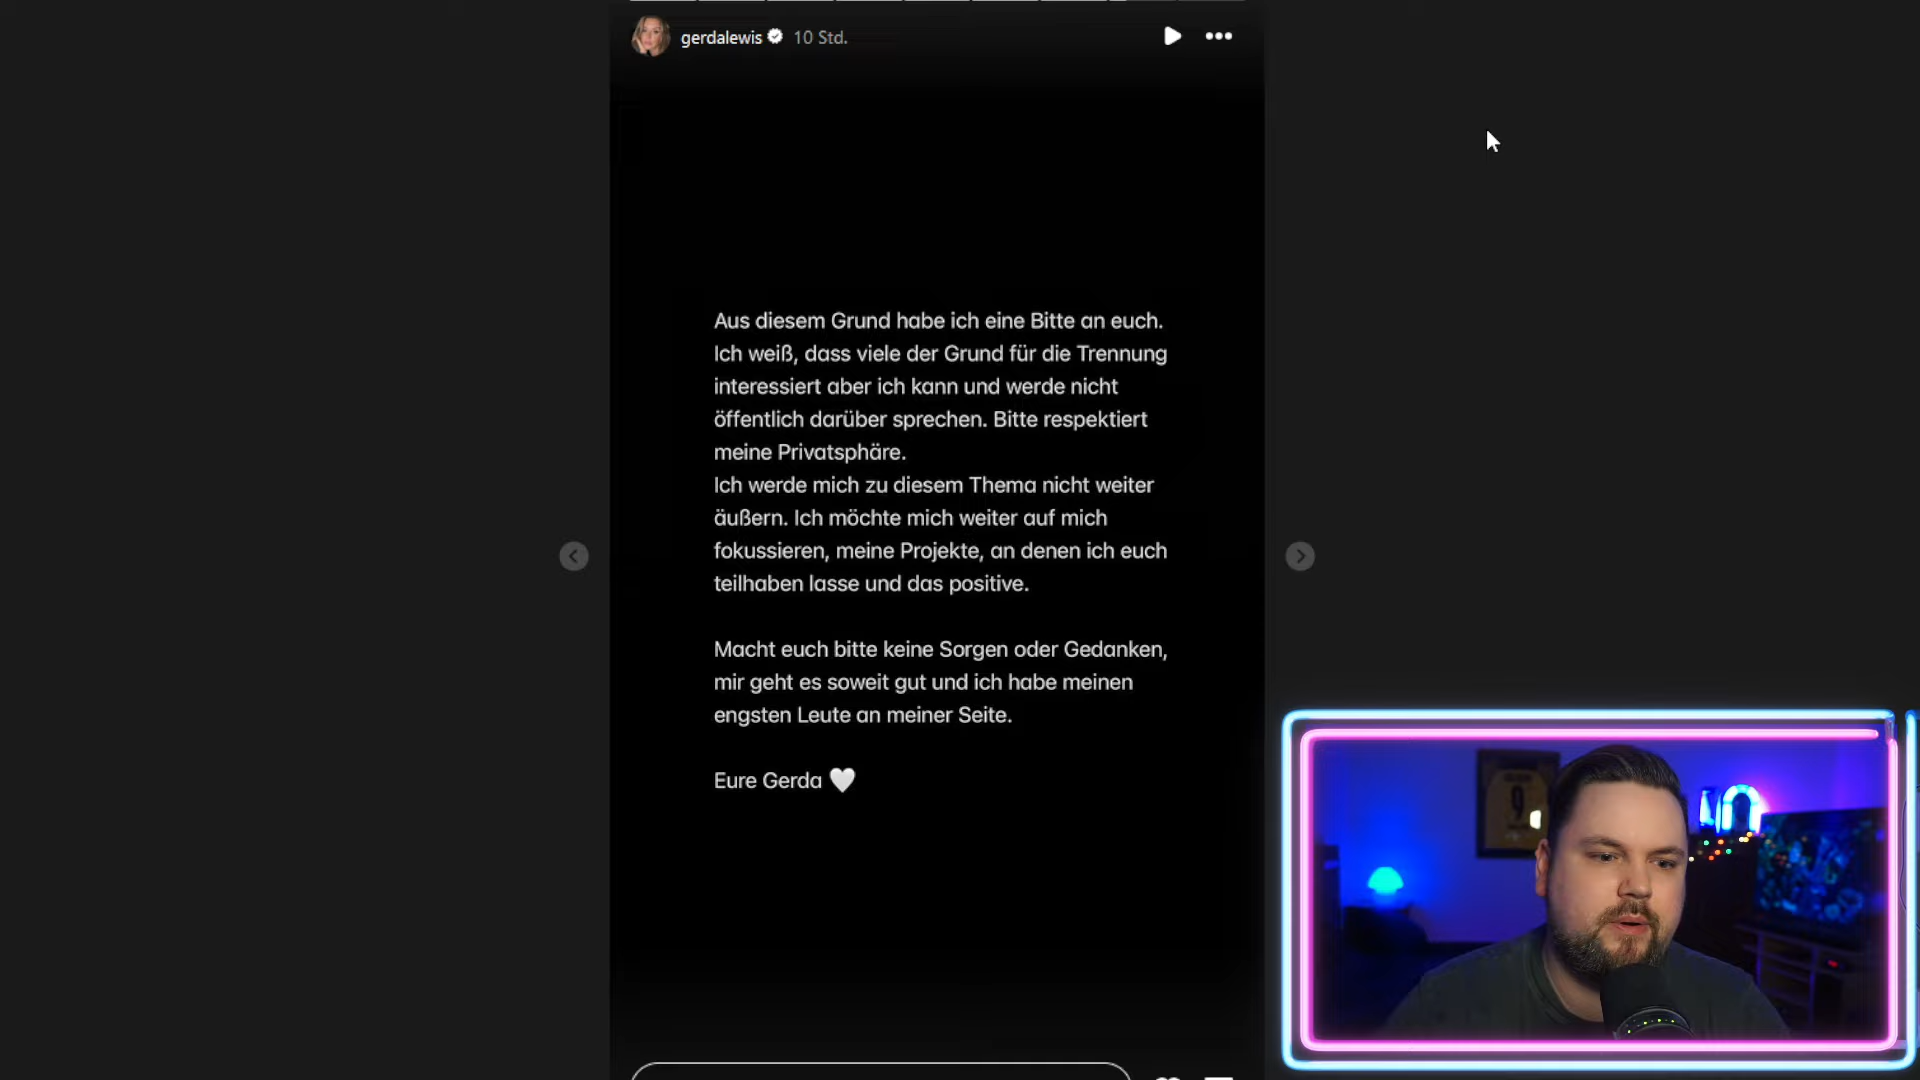 gerdalewis 10 Std.
Aus diesem Grund habe ich eine Bitte an euch.
Ich weiß, dass viele der Grund für die Trennung
interessiert aber ich kann und werde nicht
öffentlich darüber sprechen. Bitte respektiert
meine Privatsphäre.
Ich werde mich zu diesem Thema nicht weiter
äußern. Ich möchte mich weiter auf mich
fokussieren, meine Projekte, an denen ich euch
teilhaben lasse und das positive.
Macht euch bitte keine Sorgen oder Gedanken,
mir geht es soweit gut und ich habe meinen
engsten Leute an meiner Seite.
Eure Gerda 🤍
9